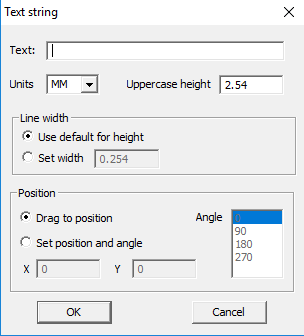 Text string
Text:
Units MM Uppercase height 2.54
Line width
Use default for height
Set width 0.254
Position
Drag to position Angle 0
Set position and angle 90
180
270
X 0 Y 0
OK Cancel